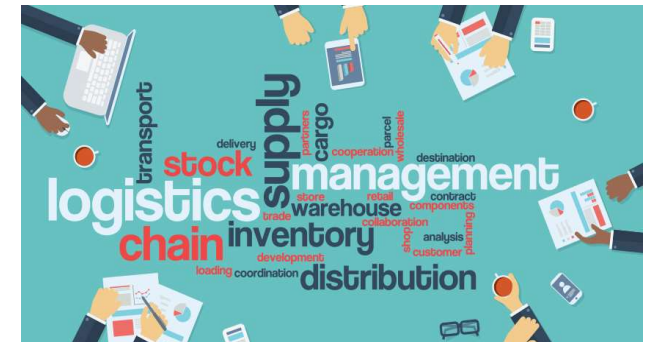 transport
delivery
stock
supply
partners
cargo
cooperation
parcel
wholesale
destination
management
logistics
store
retail
contract
trade
warehouse
components
collaboration
chain
inventory
shop
analysis
planning
customer
development
loading
coordination
distribution